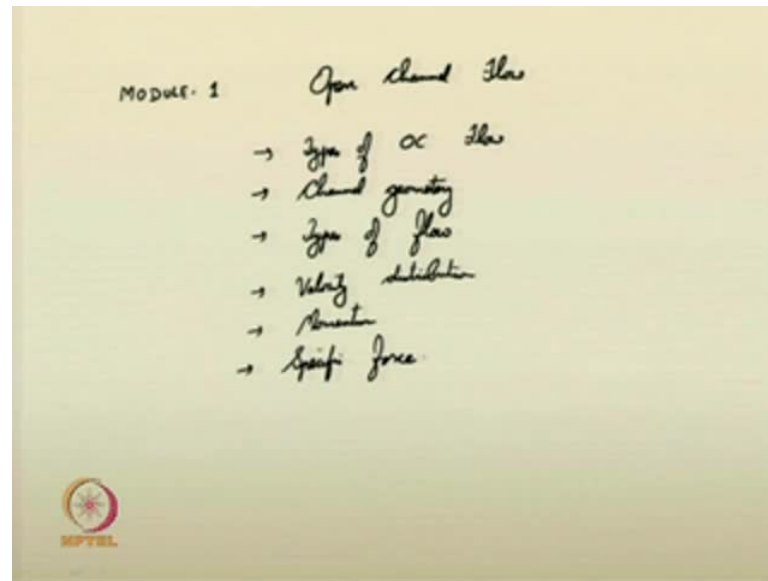 MODULE. 1 Open Channel Flow
→ Types of OC Flow
→ Channel geometry
→ Types of flow
→ Velocity distribution
→ Momentum
→ Specific force
NPTEL